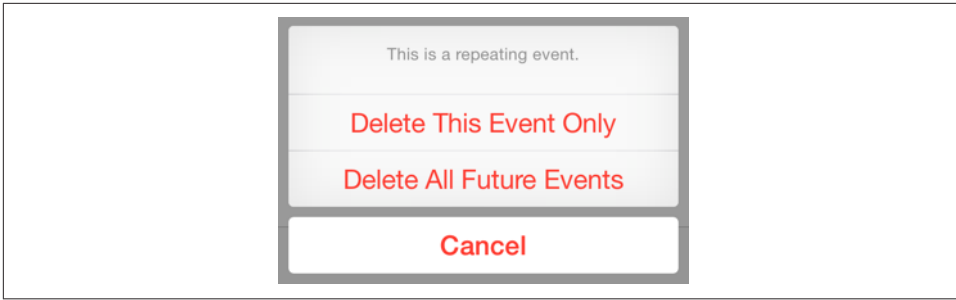 This is a repeating event.
Delete This Event Only
Delete All Future Events
Cancel